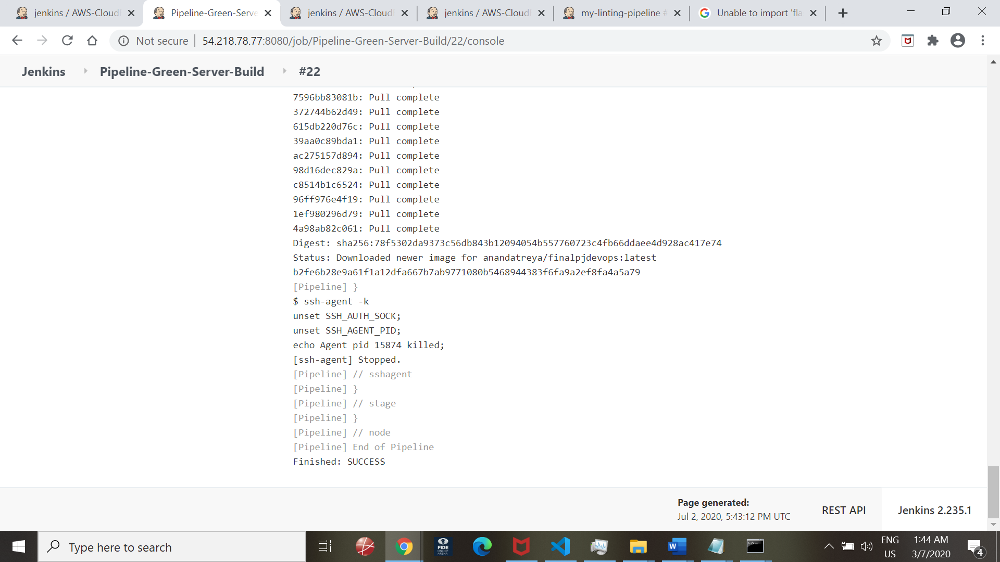 jenkins / AWS-Cloud
Pipeline-Green-Serve
jenkins / AWS-Cloud
jenkins / AWS-Cloud
my-linting-pipeline #
Unable to import 'fla
Not secure
54.218.78.77:8080/job/Pipeline-Green-Server-Build/22/console
Jenkins
Pipeline-Green-Server-Build
#22
7596bb83081b: Pull complete
372744b62d49: Pull complete
615db220d76c: Pull complete
39aa0c89bda1: Pull complete
ac275157d894: Pull complete
98d16dec829a: Pull complete
c8514b1c6524: Pull complete
96ff976e4f19: Pull complete
1ef980296d79: Pull complete
4a98ab82c061: Pull complete
Digest: sha256:78f5302da9373c56db843b12094054b557760723c4fb66ddaee4d928ac417e74
Status: Downloaded newer image for anandatreya/finalpjdevops:latest
b2fe6b28e9a61f1a12dfa667b7ab9771080b5468944383f6fa9a2ef8fa4a5a79
[Pipeline] }
$ ssh-agent -k
unset SSH_AUTH_SOCK;
unset SSH_AGENT_PID;
echo Agent pid 15874 killed;
[ssh-agent] Stopped.
[Pipeline] // sshagent
[Pipeline] }
[Pipeline] // stage
[Pipeline] }
[Pipeline] // node
[Pipeline] End of Pipeline
Finished: SUCCESS
Page generated:
Jul 2, 2020, 5:43:12 PM UTC
REST API
Jenkins 2.235.1
Type here to search
FIDE
ONLINE
ARENA
ENG
US
1:44 AM
3/7/2020
4